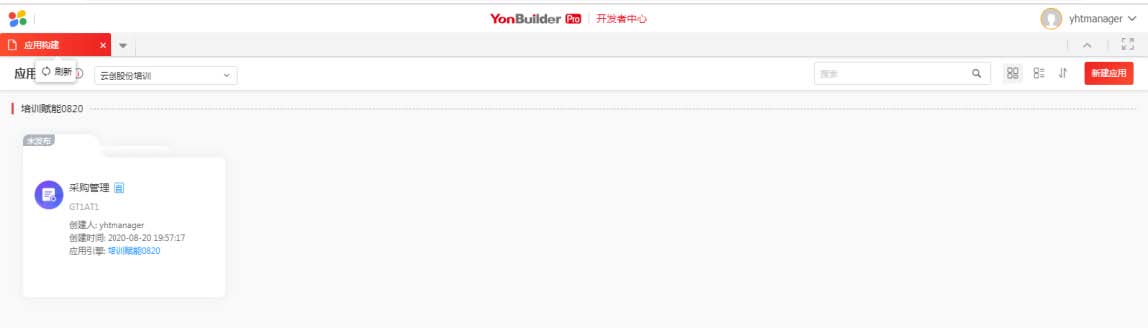 YonBuilder Pro 开发者中心 yhtmanager
应用构建 ×
应用
刷新
云创股份培训
搜索
新建应用
培训赋能0820
未发布
采购管理
GT1AT1
创建人: yhtmanager
创建时间: 2020-08-20 19:57:17
应用引擎: 培训赋能0820